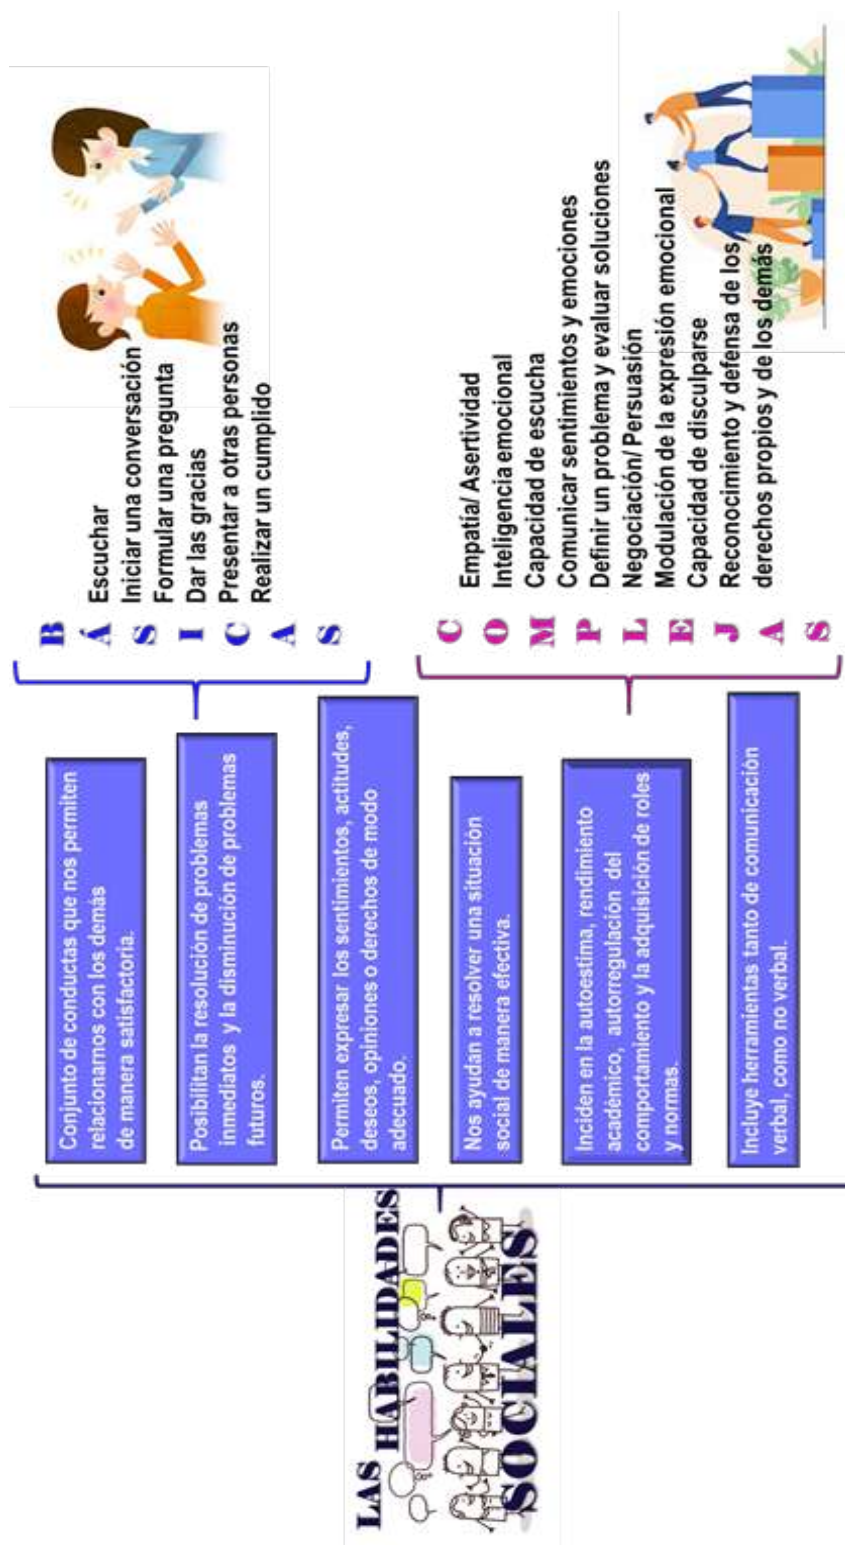 LAS
HABILIDADES
SOCIALES
Conjunto de conductas que nos permiten
relacionarnos con los demás
de manera satisfactoria.
Posibilitan la resolución de problemas
inmediatos y la disminución de problemas
futuros.
Permiten expresar los sentimientos, actitudes,
deseos, opiniones o derechos de modo
adecuado.
Nos ayudan a resolver una situación
social de manera efectiva.
Inciden en la autoestima, rendimiento
académico, autorregulación del
comportamiento y la adquisición de roles
y normas.
Incluye herramientas tanto de comunicación
verbal, como no verbal.
BÁSICAS
Escuchar
Iniciar una conversación
Formular una pregunta
Dar las gracias
Presentar a otras personas
Realizar un cumplido
COMPLEJAS
Empatía/ Asertividad
Inteligencia emocional
Capacidad de escucha
Comunicar sentimientos y emociones
Definir un problema y evaluar soluciones
Negociación/ Persuasión
Modulación de la expresión emocional
Capacidad de disculparse
Reconocimiento y defensa de los
derechos propios y de los demás